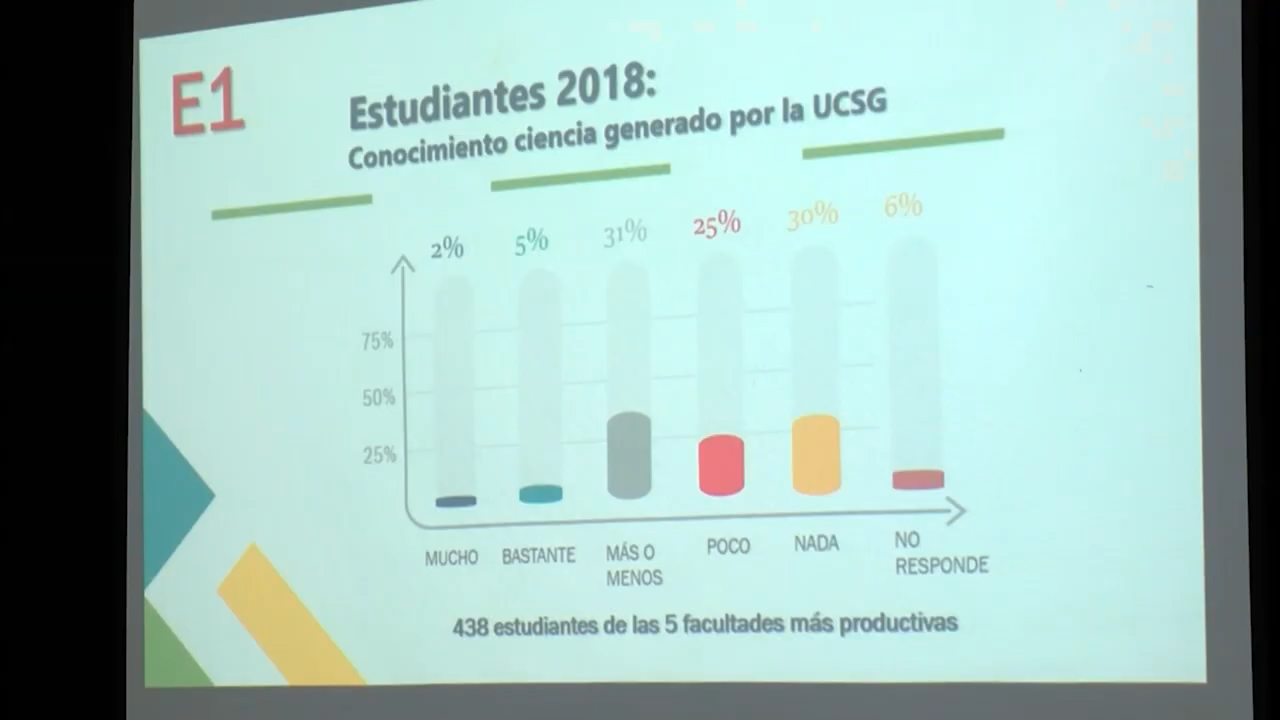 E1
Estudiantes 2018:
Conocimiento ciencia generado por la UCSG
2% 5% 31% 25% 30% 6%
75%
50%
25%
MUCHO BASTANTE MÁS O MENOS POCO NADA NO RESPONDE
438 estudiantes de las 5 facultades más productivas